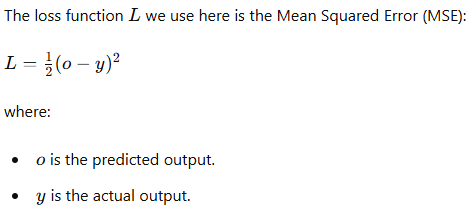 The loss function L we use here is the Mean Squared Error (MSE):
L = ½(o − y)²
where:
• o is the predicted output.
• y is the actual output.